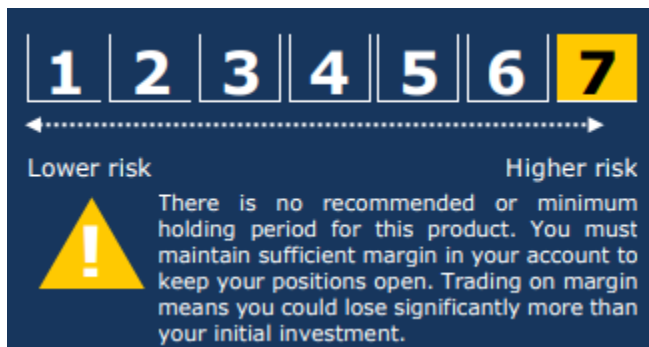 1 2 3 4 5 6 7
Lower risk Higher risk
! There is no recommended or minimum
holding period for this product. You must
maintain sufficient margin in your account to
keep your positions open. Trading on margin
means you could lose significantly more than
your initial investment.